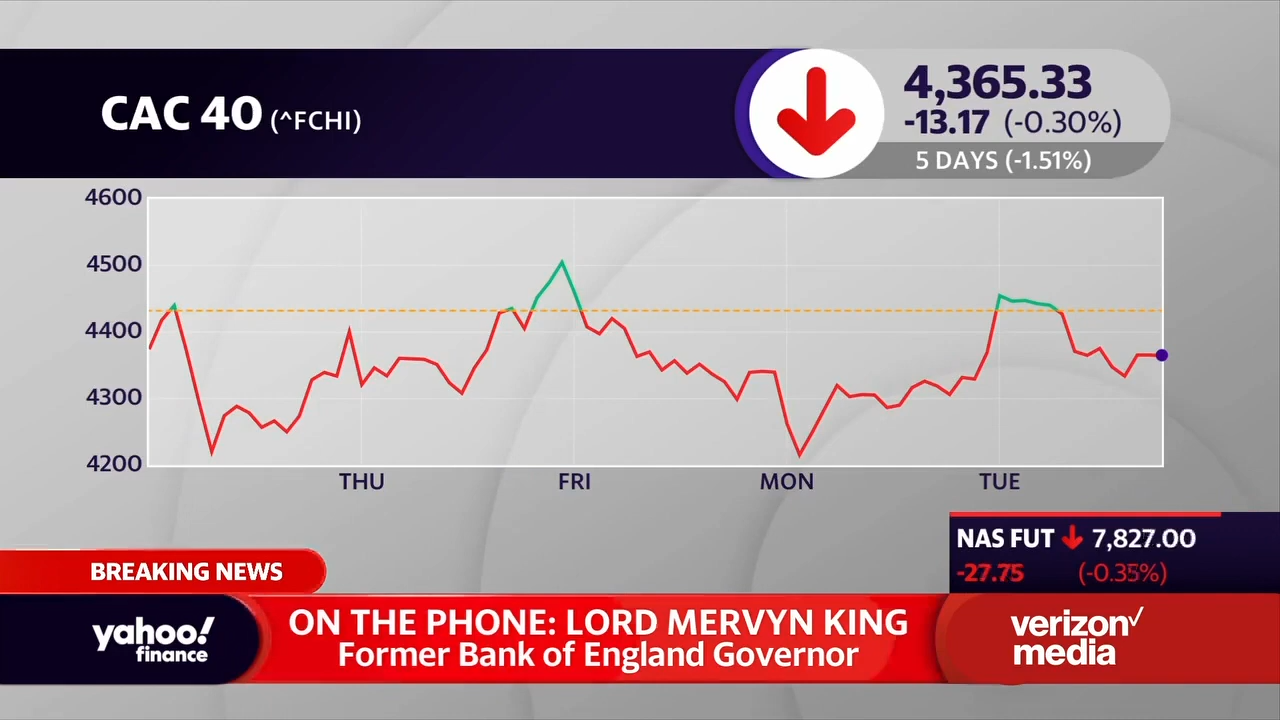 CAC 40 (^FCHI)
4,365.33
-13.17 (-0.30%)
5 DAYS (-1.51%)
4600
4500
4400
4300
4200
THU FRI MON TUE
NAS FUT 7,827.00
-27.75 (-0.35%)
BREAKING NEWS
yahoo!
finance
ON THE PHONE: LORD MERVYN KING
Former Bank of England Governor
verizon✓
media